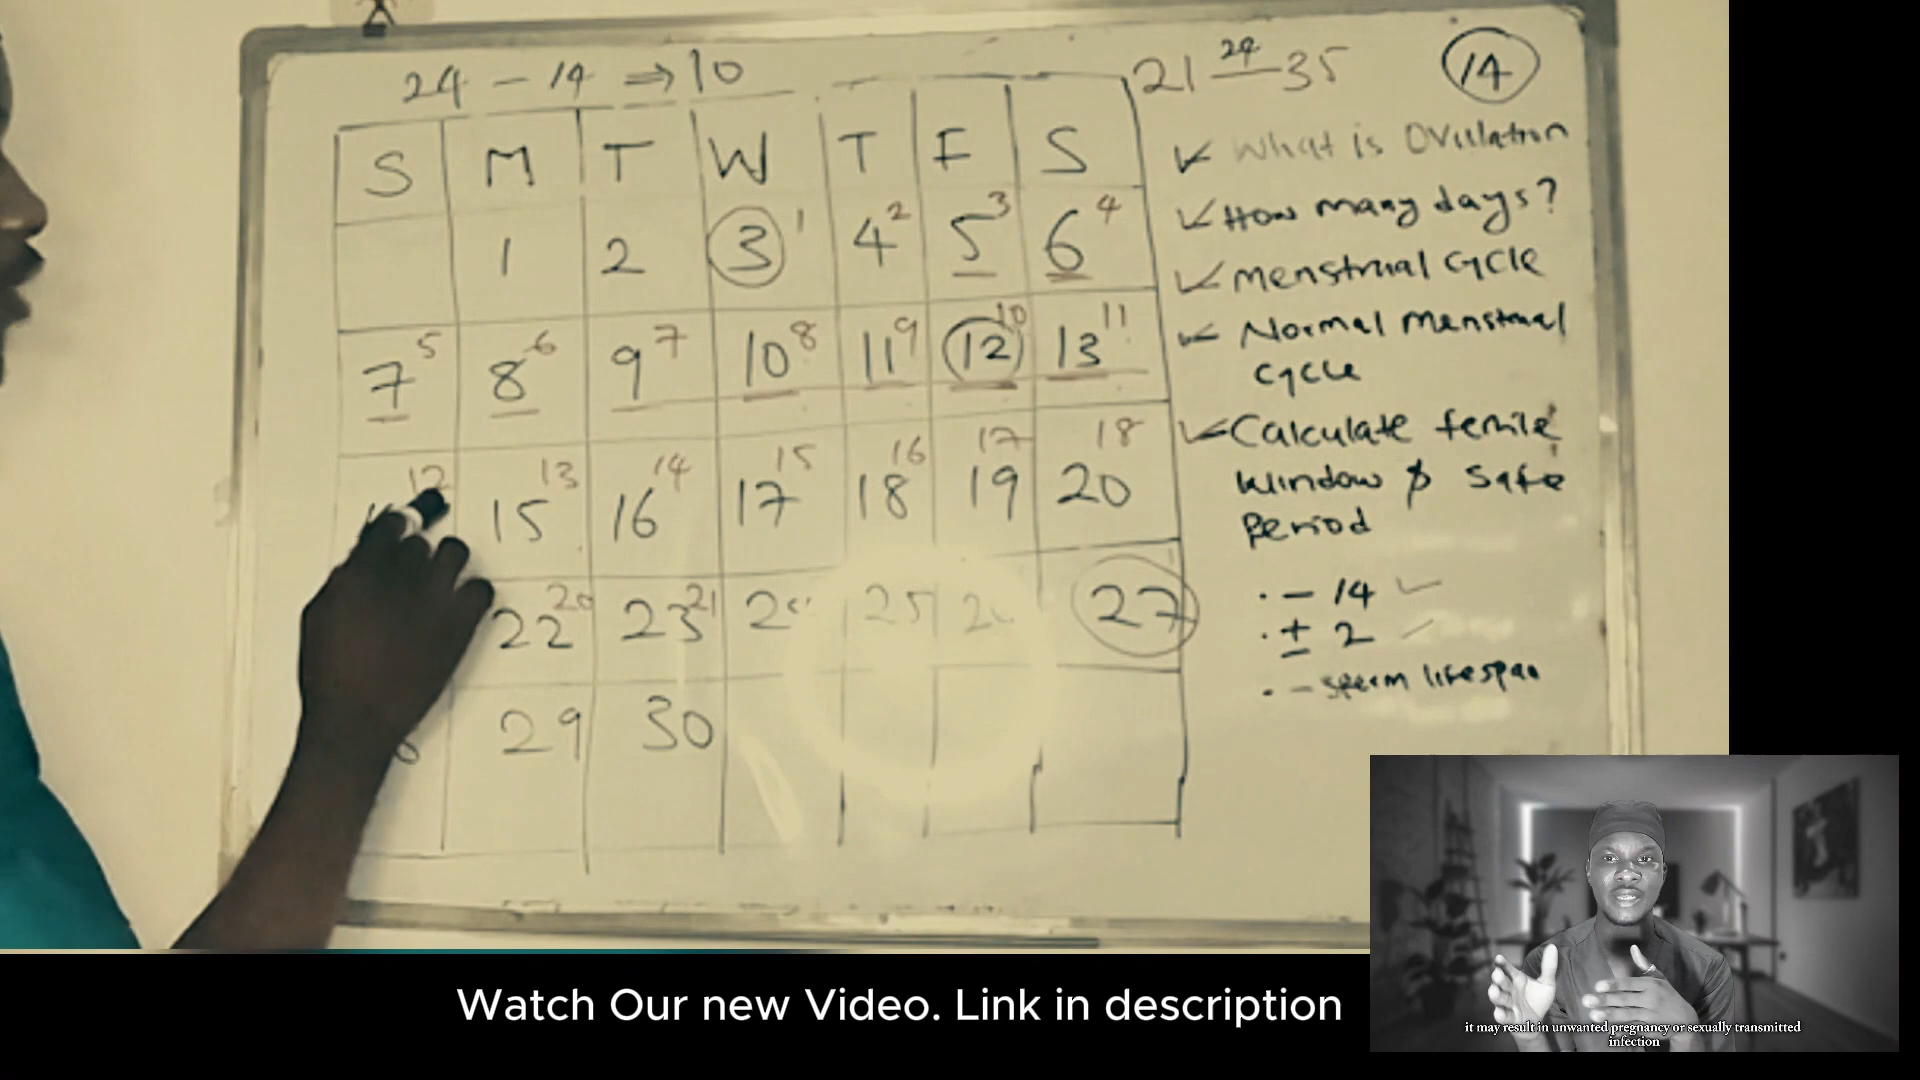 24 - 14 ⇒ 10
21 — 35
14
S M T W T F S
1 2 3 1 4 2 5 3 6 4
7 5 8 6 9 7 10 8 11 9 12 10 13 11
12 15 13 16 14 17 15 18 16 19 17 20 18
22 20 23 21 25 27
29 30
✓ What is Ovulation
✓ How many days?
✓ Menstrual cycle
✓ Normal Menstrual
cycle
✓ Calculate fertile
window & Safe
Period
· - 14 ✓
· ± 2
· - sperm lifespan
Watch Our new Video. Link in description
it may result in unwanted pregnancy or sexually transmitted
infection